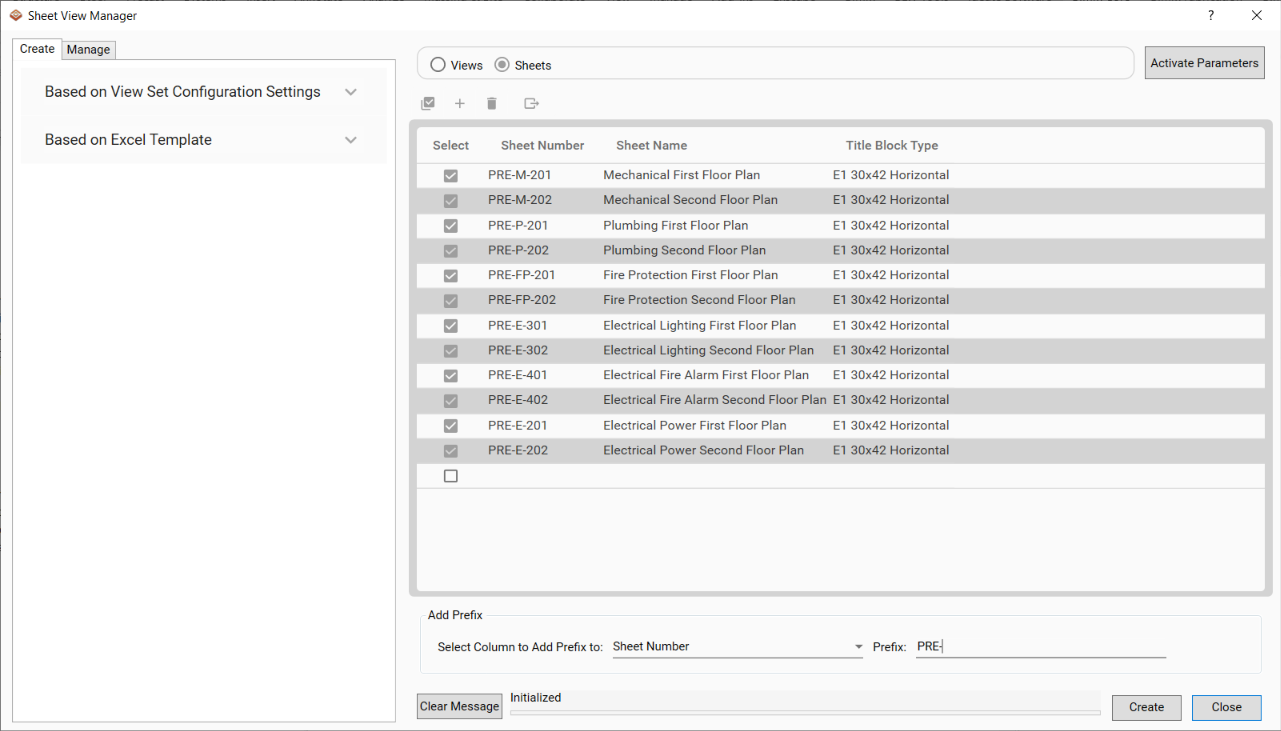 Sheet View Manager
?
Create Manage
Based on View Set Configuration Settings
Based on Excel Template
Views Sheets
Activate Parameters
Select Sheet Number Sheet Name Title Block Type
PRE-M-201 Mechanical First Floor Plan E1 30x42 Horizontal
PRE-M-202 Mechanical Second Floor Plan E1 30x42 Horizontal
PRE-P-201 Plumbing First Floor Plan E1 30x42 Horizontal
PRE-P-202 Plumbing Second Floor Plan E1 30x42 Horizontal
PRE-FP-201 Fire Protection First Floor Plan E1 30x42 Horizontal
PRE-FP-202 Fire Protection Second Floor Plan E1 30x42 Horizontal
PRE-E-301 Electrical Lighting First Floor Plan E1 30x42 Horizontal
PRE-E-302 Electrical Lighting Second Floor Plan E1 30x42 Horizontal
PRE-E-401 Electrical Fire Alarm First Floor Plan E1 30x42 Horizontal
PRE-E-402 Electrical Fire Alarm Second Floor Plan E1 30x42 Horizontal
PRE-E-201 Electrical Power First Floor Plan E1 30x42 Horizontal
PRE-E-202 Electrical Power Second Floor Plan E1 30x42 Horizontal
Add Prefix
Select Column to Add Prefix to: Sheet Number Prefix: PRE-
Clear Message Initialized
Create Close